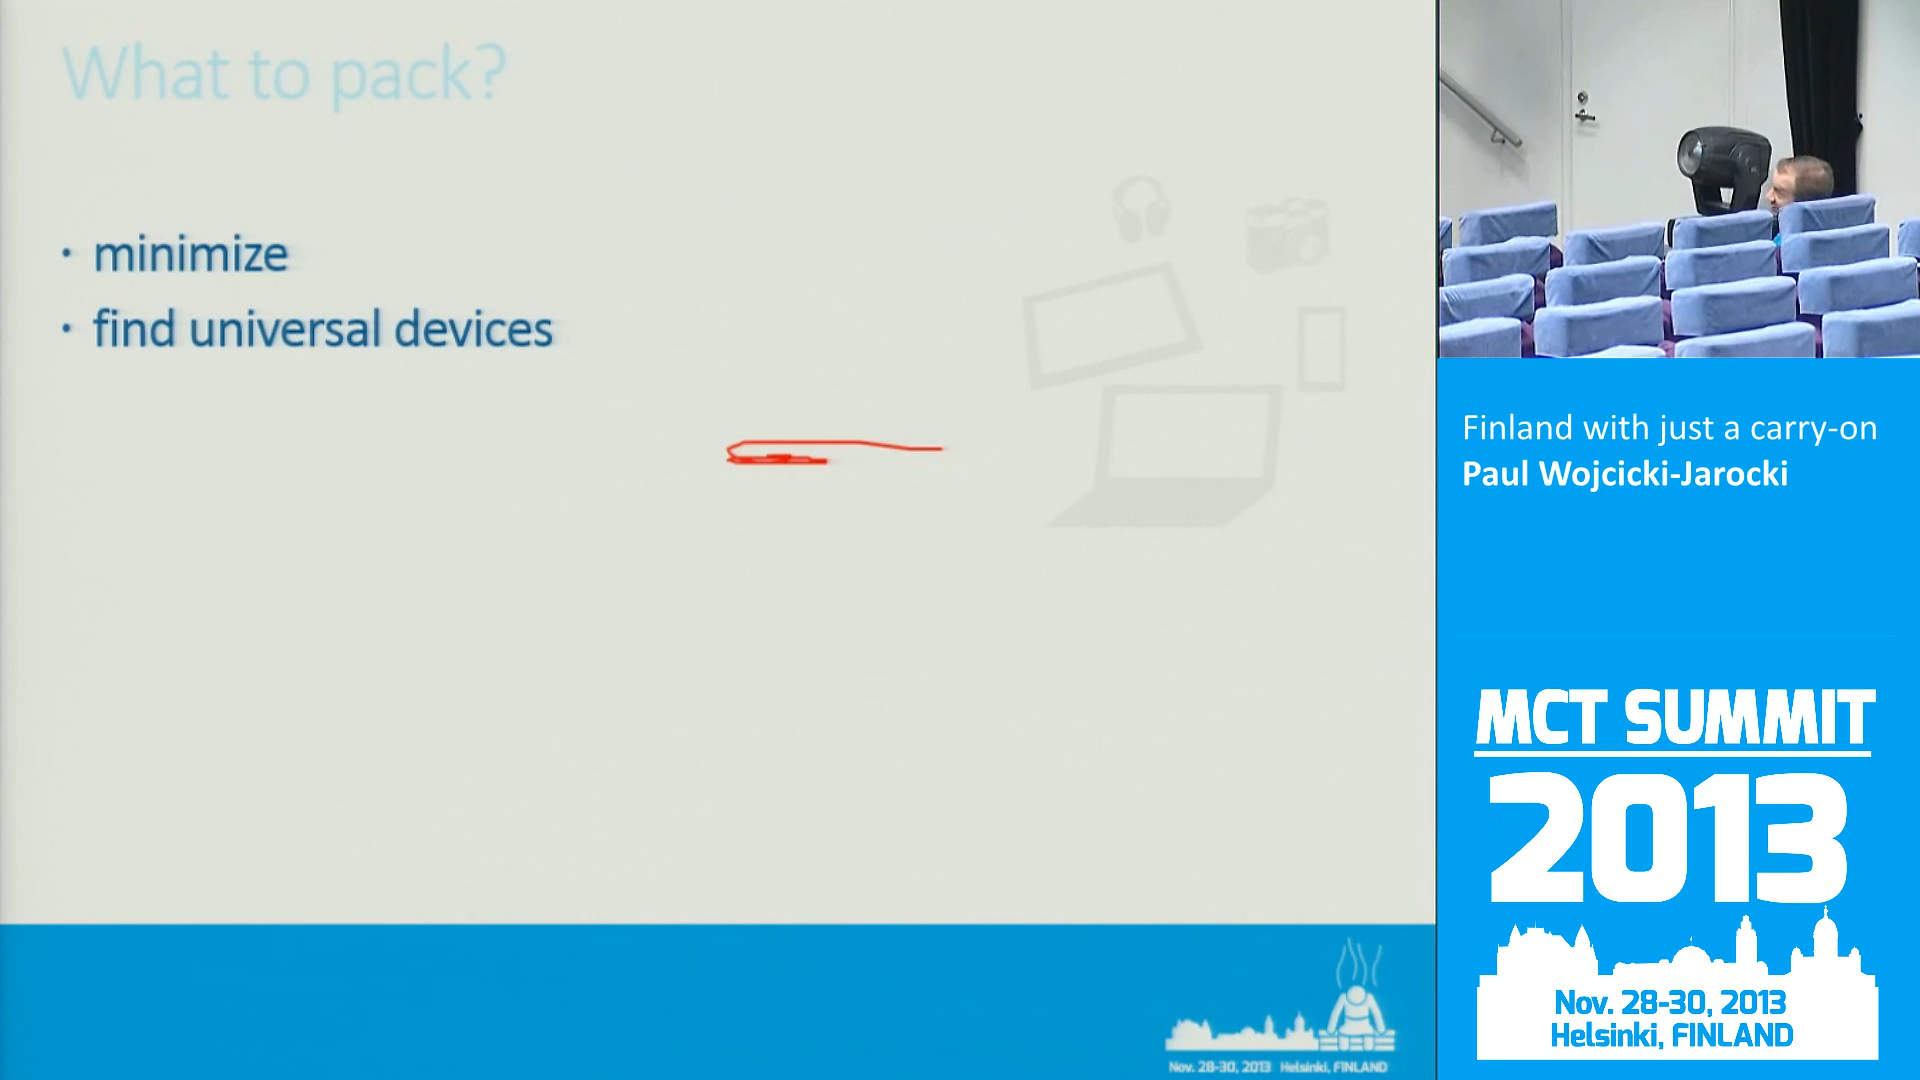 What to pack?
· minimize
· find universal devices
Nov. 28-30, 2013 Helsinki, FINLAND
Finland with just a carry-on
Paul Wojcicki-Jarocki
MCT SUMMIT
2013
Nov. 28-30, 2013
Helsinki, FINLAND